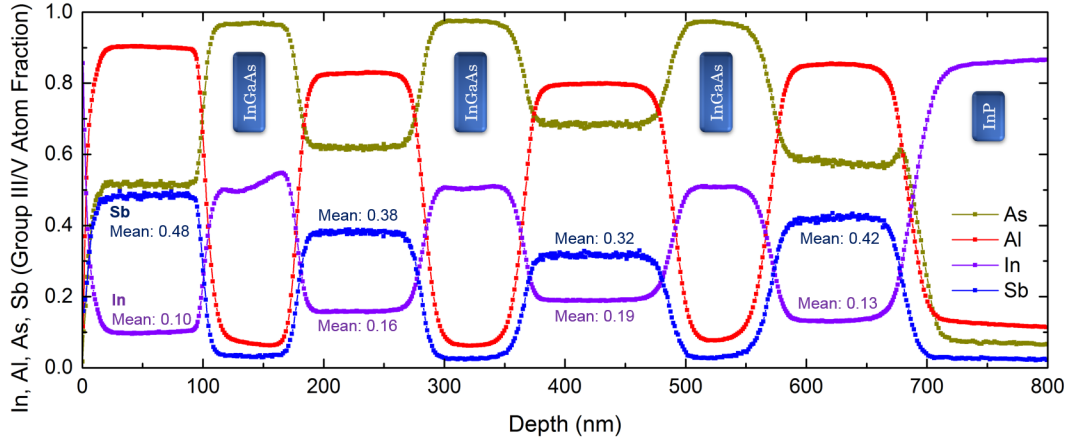 In, Al, As, Sb (Group III/V Atom Fraction)
1.0
0.8
0.6
0.4
0.2
0.0
InGaAs
InGaAs
InGaAs
InP
Sb
Mean: 0.48
Mean: 0.38
Mean: 0.32
Mean: 0.42
In
Mean: 0.10
Mean: 0.16
Mean: 0.19
Mean: 0.13
As
Al
In
Sb
0 100 200 300 400 500 600 700 800
Depth (nm)